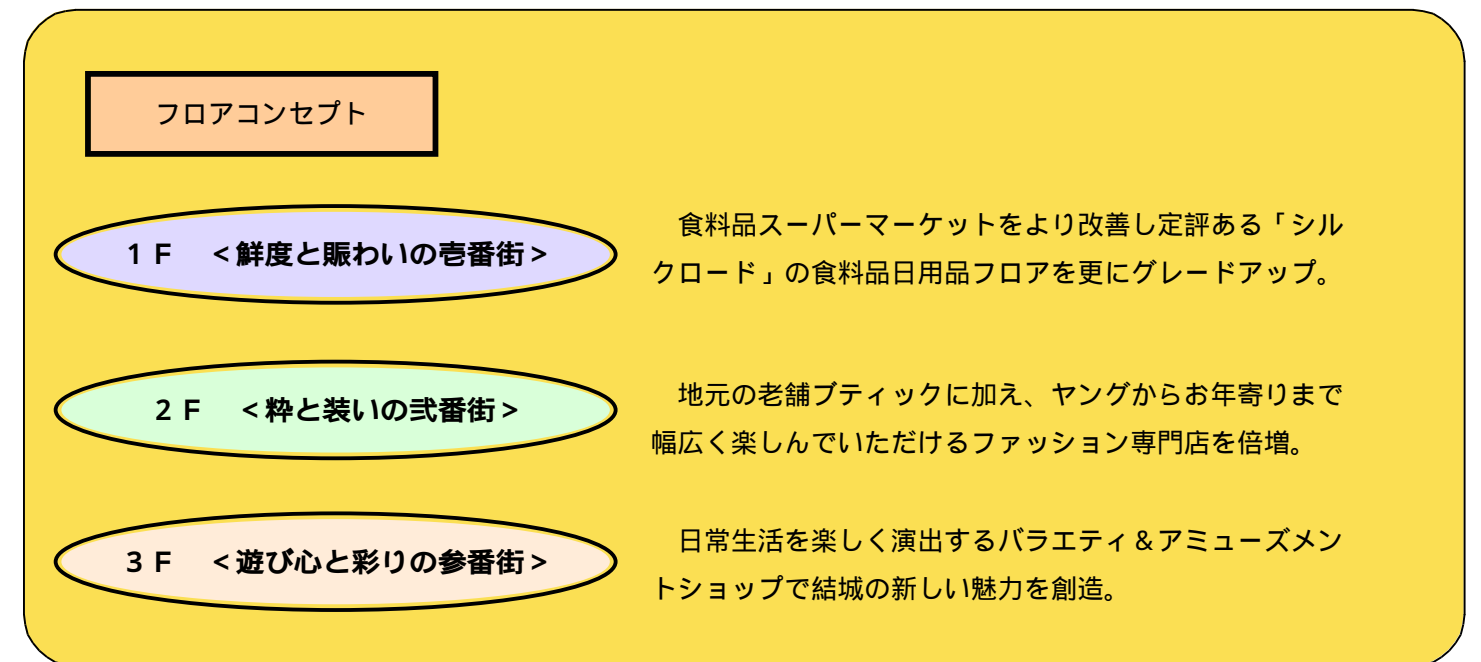 フロアコンセプト
1F　<鮮度と賑わいの壱番街>
食料品スーパーマーケットをより改善し定評ある「シル
クロード」の食料品日用品フロアを更にグレードアップ。
2F　<粋と装いの弐番街>
地元の老舗ブティックに加え、ヤングからお年寄りまで
幅広く楽しんでいただけるファッション専門店を倍増。
3F　<遊び心と彩りの参番街>
日常生活を楽しく演出するバラエティ＆アミューズメン
トショップで結城の新しい魅力を創造。